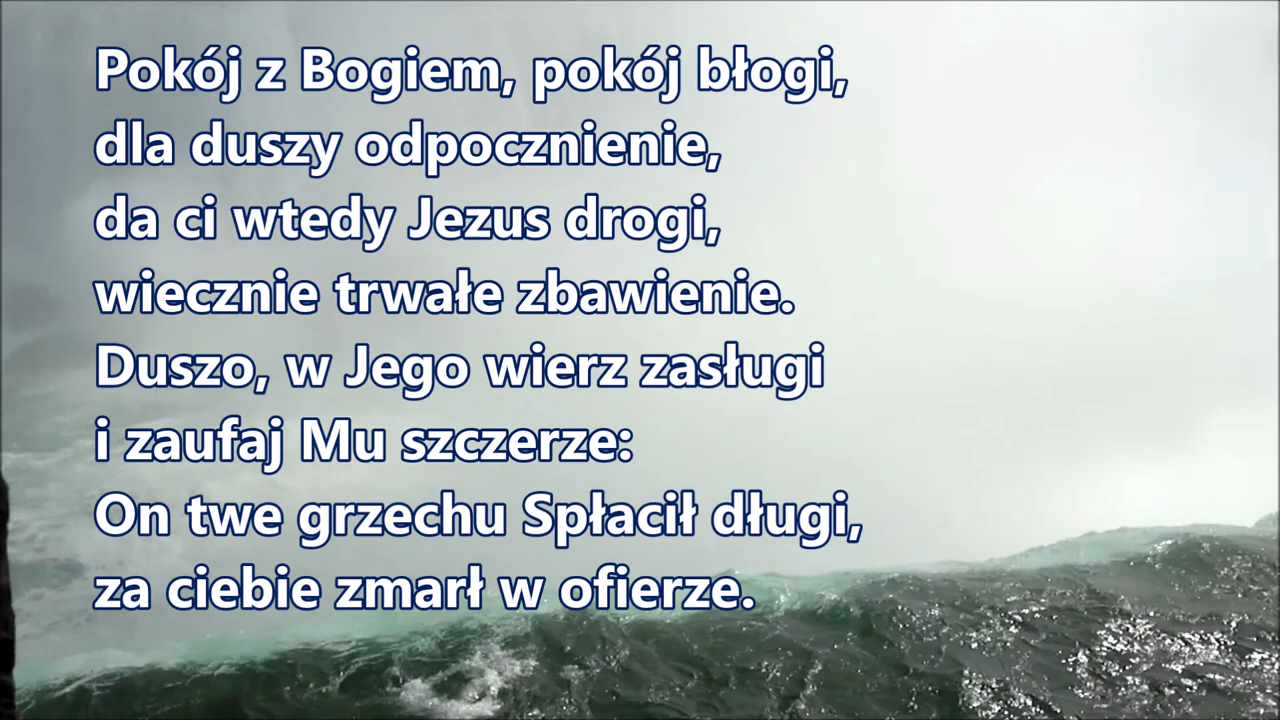 Pokój z Bogiem, pokój błogi,
dla duszy odpocznienie,
da ci wtedy Jezus drogi,
wiecznie trwałe zbawienie.
Duszo, w Jego wierz zasługi
i zaufaj Mu szczerze:
On twe grzechu Spłacił długi,
za ciebie zmarł w ofierze.